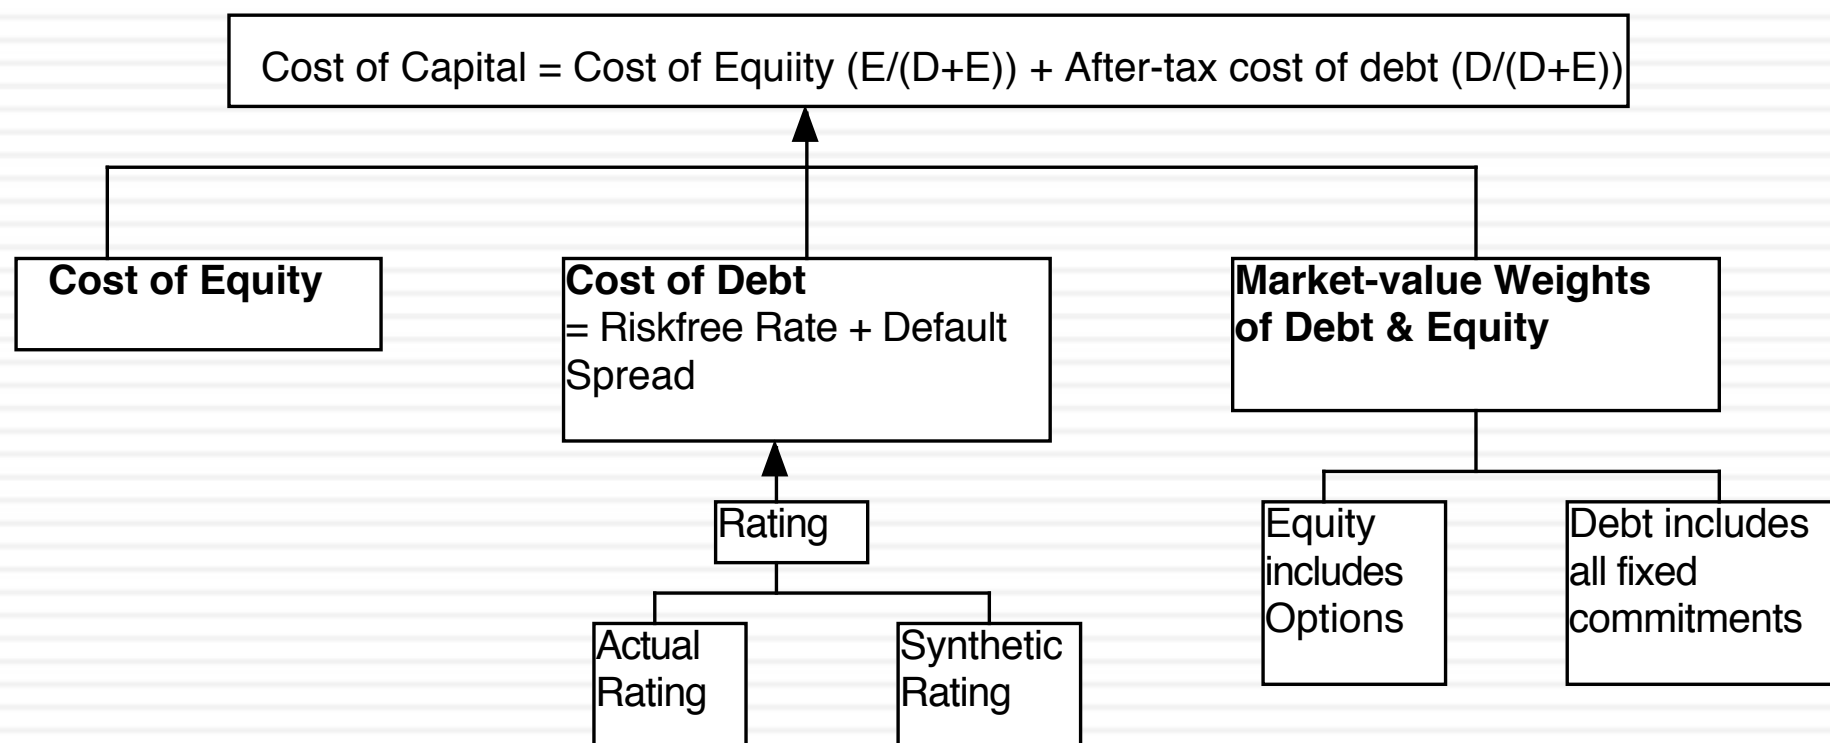 Cost of Capital = Cost of Equiity (E/(D+E)) + After-tax cost of debt (D/(D+E))
Cost of Equity
Cost of Debt
= Riskfree Rate + Default
Spread
Market-value Weights
of Debt & Equity
Rating
Actual
Rating
Synthetic
Rating
Equity
includes
Options
Debt includes
all fixed
commitments